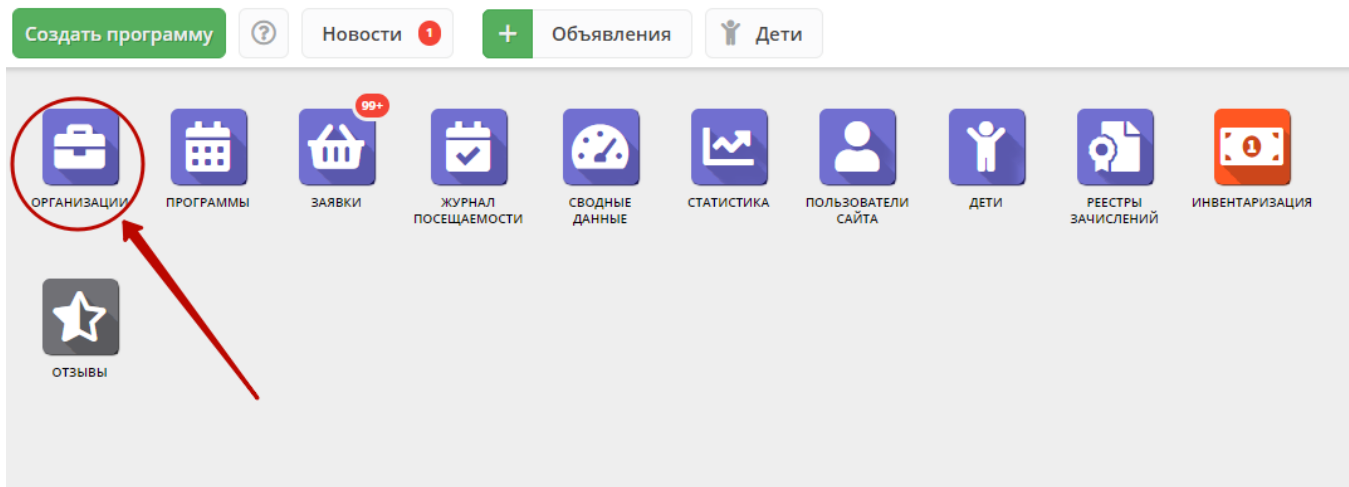 Создать программу
?
Новости 1
+ Объявления
Дети
99+
ОРГАНИЗАЦИИ
ПРОГРАММЫ
ЗАЯВКИ
ЖУРНАЛ
ПОСЕЩАЕМОСТИ
СВОДНЫЕ
ДАННЫЕ
СТАТИСТИКА
ПОЛЬЗОВАТЕЛИ
САЙТА
ДЕТИ
РЕЕСТРЫ
ЗАЧИСЛЕНИЙ
1
ИНВЕНТАРИЗАЦИЯ
ОТЗЫВЫ